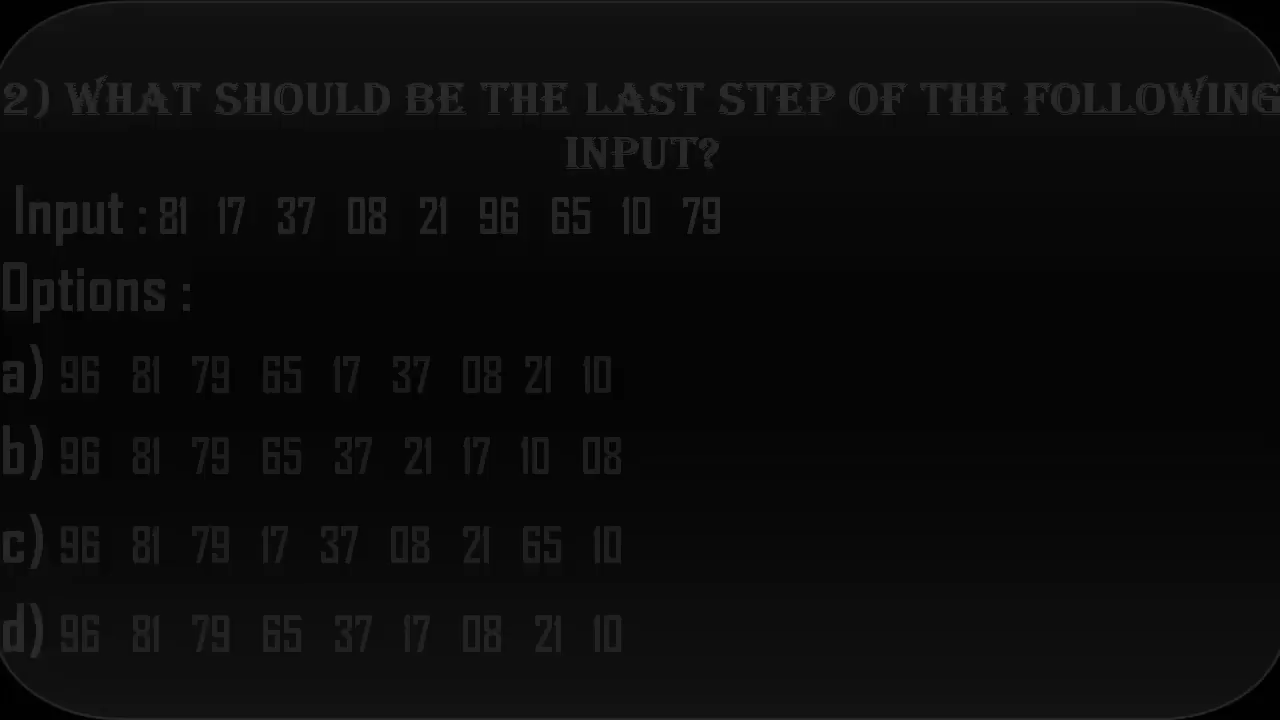 2) WHAT SHOULD BE THE LAST STEP OF THE FOLLOWING
INPUT?
Input : 81 17 37 08 21 96 65 10 79
Options :
a) 96 81 79 65 17 37 08 21 10
b) 96 81 79 65 37 21 17 10 08
c) 96 81 79 17 37 08 21 65 10
d) 96 81 79 65 37 17 08 21 10